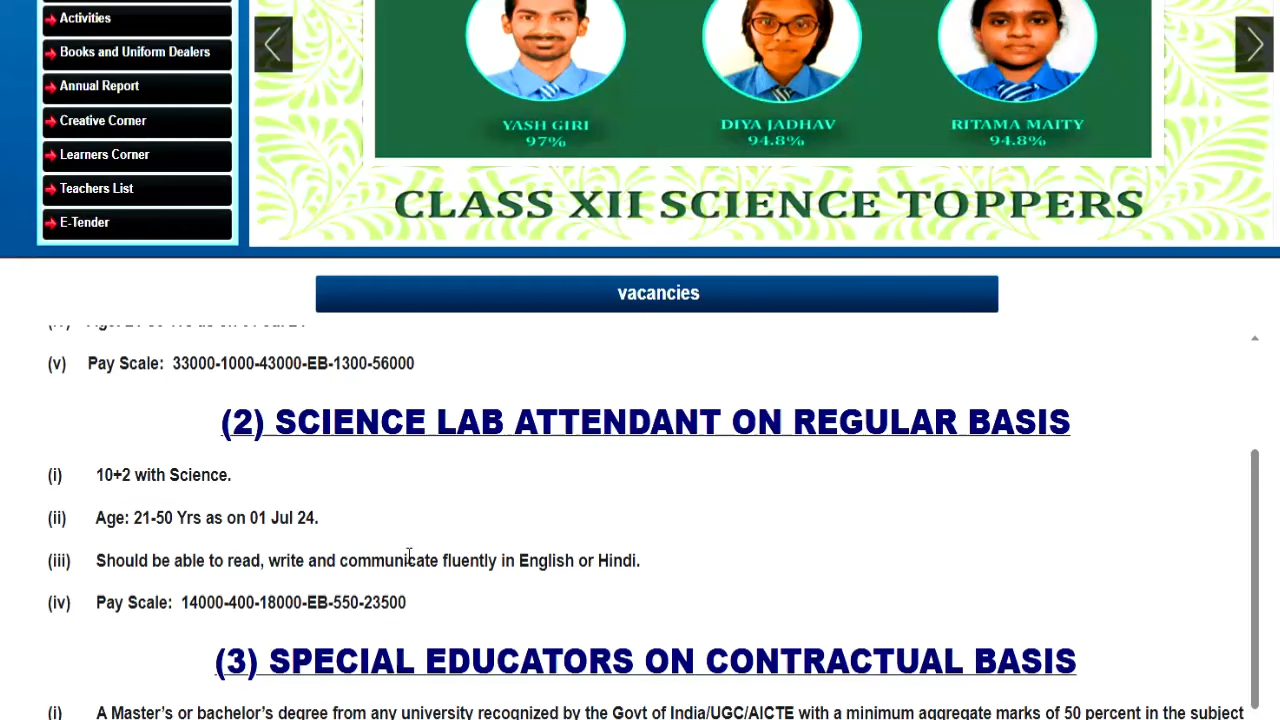 Activities
Books and Uniform Dealers
Annual Report
Creative Corner
Learners Corner
Teachers List
E-Tender
YASH GIRI
97%
DIYA JADHAV
94.8%
RITAMA MAITY
94.8%
CLASS XII SCIENCE TOPPERS
vacancies
(v) Pay Scale: 33000-1000-43000-EB-1300-56000
(2) SCIENCE LAB ATTENDANT ON REGULAR BASIS
(i) 10+2 with Science.
(ii) Age: 21-50 Yrs as on 01 Jul 24.
(iii) Should be able to read, write and communicate fluently in English or Hindi.
(iv) Pay Scale: 14000-400-18000-EB-550-23500
(3) SPECIAL EDUCATORS ON CONTRACTUAL BASIS
(i) A Master's or bachelor's degree from any university recognized by the Govt of India/UGC/AICTE with a minimum aggregate marks of 50 percent in the subject